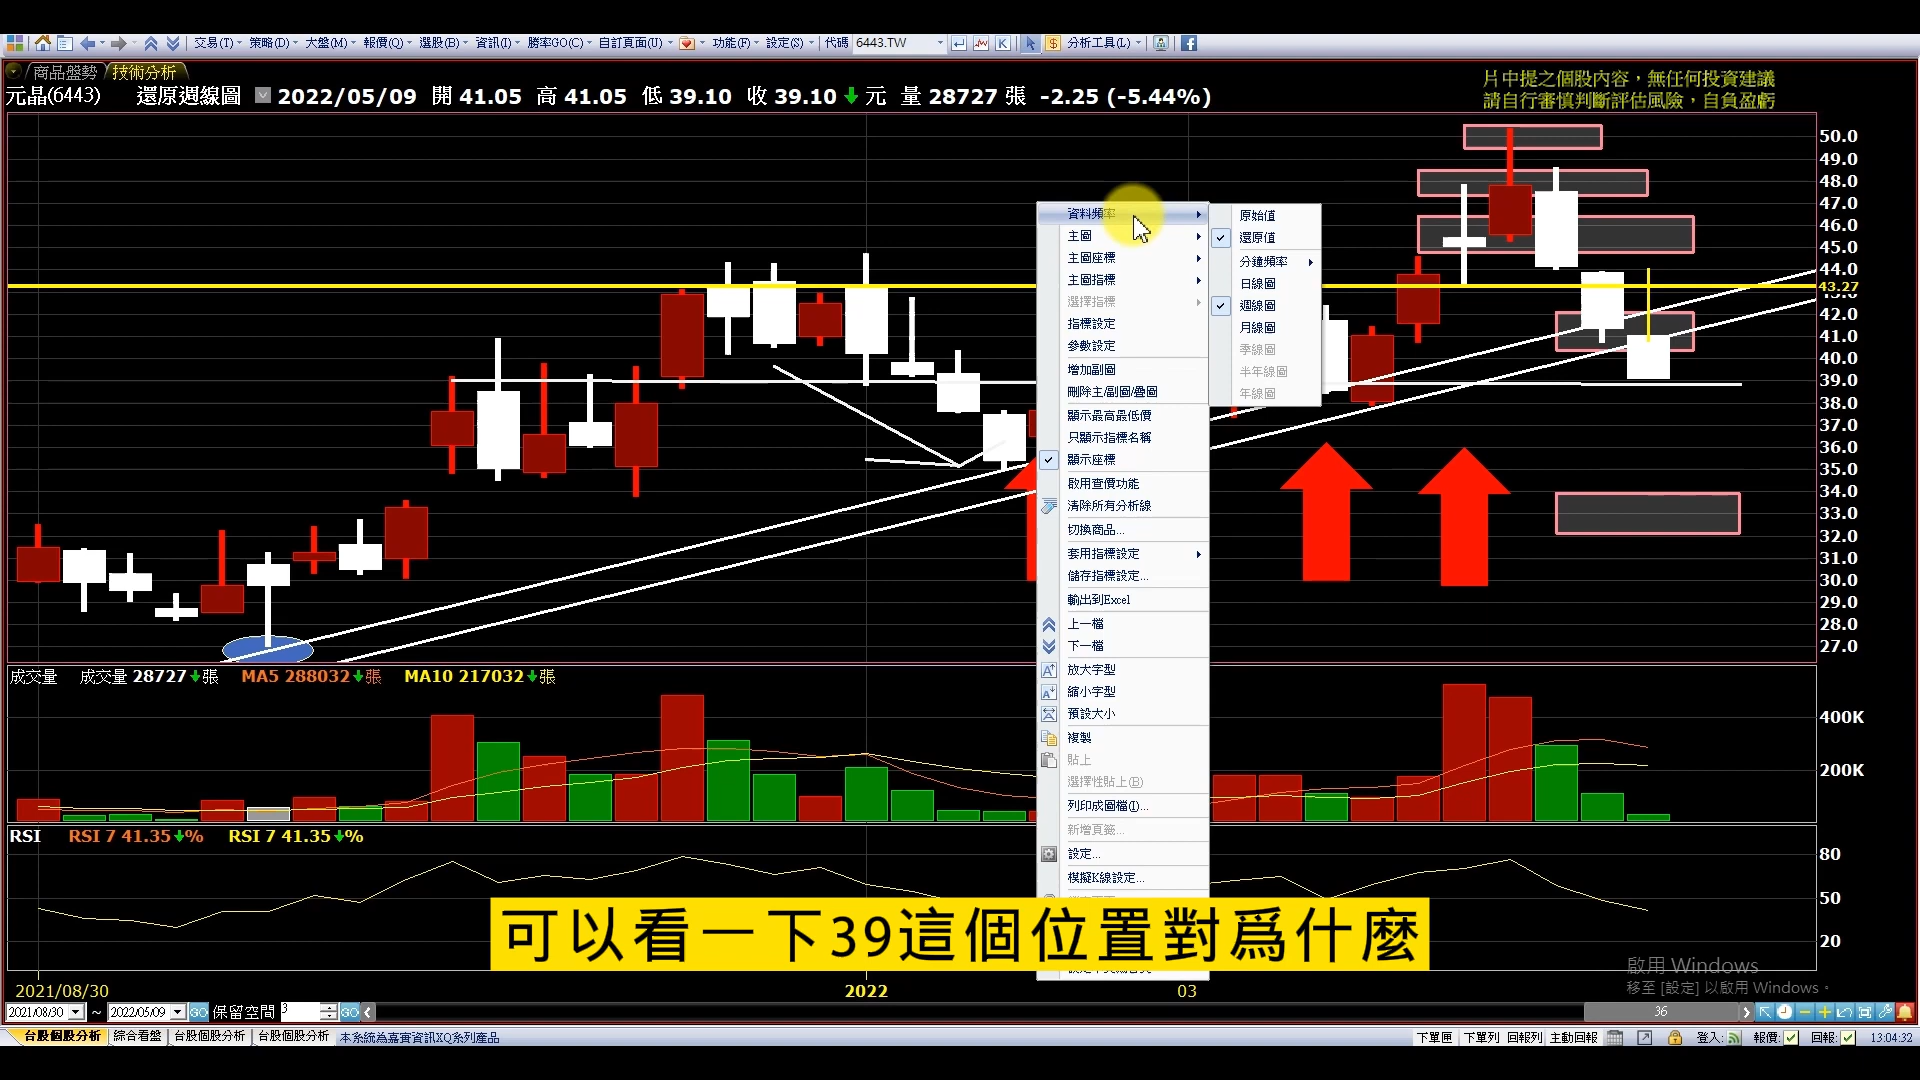 交易(T) 策略(D) 大盤(M) 報價(Q) 選股(B) 資訊(I) 勝率GO(C) 自訂頁面(U) 功能(F) 設定(S) 代碼 6443.TW K $ 分析工具(L)
商品盤勢 技術分析
片中提之個股內容，無任何投資建議
請自行審慎判斷評估風險，自負盈虧
元晶(6443) 還原週線圖 2022/05/09 開 41.05 高 41.05 低 39.10 收 39.10 元 量 28727 張 -2.25 (-5.44%)
50.0
49.0
48.0
47.0
46.0
45.0
44.0
43.27
42.0
41.0
40.0
39.0
38.0
37.0
36.0
35.0
34.0
33.0
32.0
31.0
30.0
29.0
28.0
27.0
資料頻率
主圖
主圖座標
主圖指標
選擇指標
指標設定
參數設定
增加副圖
刪除主/副圖/疊圖
顯示最高最低價
只顯示指標名稱
顯示座標
啟用查價功能
清除所有分析線
切換商品...
套用指標設定
儲存指標設定...
輸出到Excel
上一檔
下一檔
放大字型
縮小字型
預設大小
複製
貼上
選擇性貼上(B)
列印成圖檔(I)...
新增頁籤...
設定...
模擬K線設定...
原始值
還原值
分鐘頻率
日線圖
週線圖
月線圖
季線圖
半年線圖
年線圖
成交量 成交量 28727 張 MA5 288032 張 MA10 217032 張
400K
200K
RSI RSI 7 41.35 % RSI 7 41.35 %
80
50
20
可以看一下39這個位置對爲什麼
啟用 Windows
移至 [設定] 以啟用 Windows。
2021/08/30 2022 03
2021/08/30 ~ 2022/05/09 GO 保留空間 3 GO 36
台股個股分析 綜合看盤 台股個股分析 台股個股分析 本系統為嘉實資訊XQ系列產品 下單匣 下單列 回報列 主動回報 登入: 報價: 回報: 13:04:32